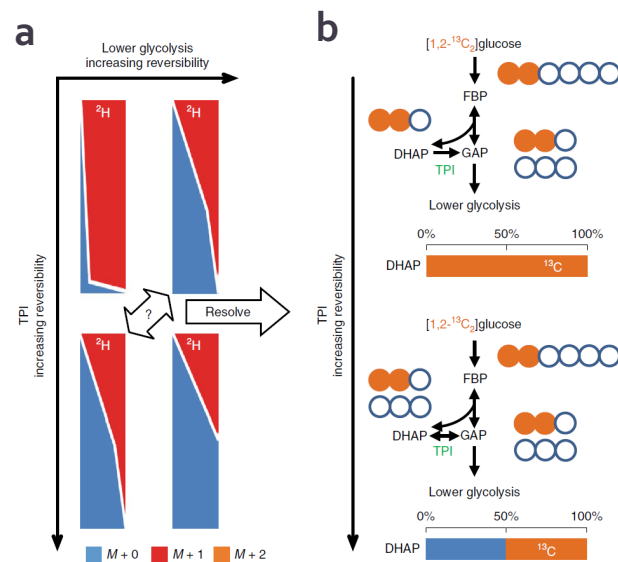 a
Lower glycolysis
increasing reversibility
TPI
increasing reversibility
²H
²H
?
Resolve
²H
²H
M + 0
M + 1
M + 2
b
TPI
increasing reversibility
[1,2-¹³C₂]glucose
FBP
DHAP
GAP
TPI
Lower glycolysis
0%
50%
100%
DHAP
¹³C
[1,2-¹³C₂]glucose
FBP
DHAP
GAP
TPI
Lower glycolysis
0%
50%
100%
DHAP
¹³C